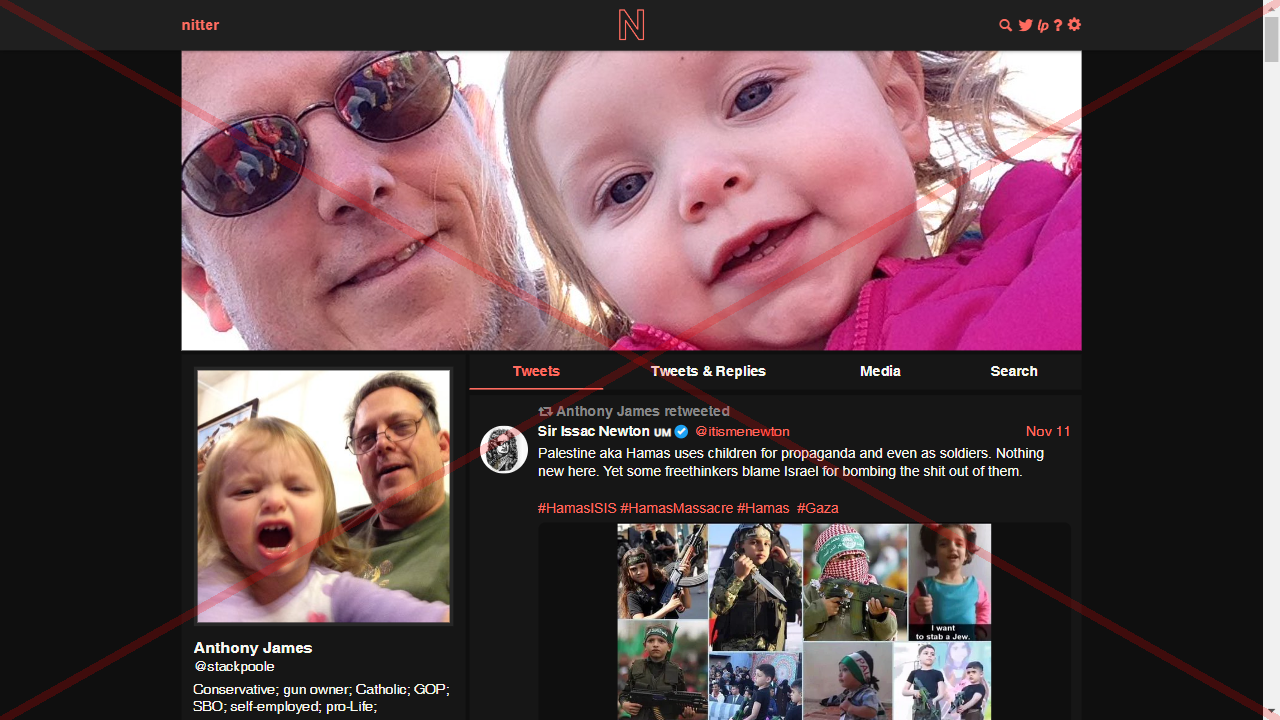 nitter
N
lp ?
Tweets
Tweets & Replies
Media
Search
Anthony James retweeted
Sir Issac Newton UM @itismenewton
Nov 11
Palestine aka Hamas uses children for propaganda and even as soldiers. Nothing
new here. Yet some freethinkers blame Israel for bombing the shit out of them.
#HamasISIS #HamasMassacre #Hamas #Gaza
I want
to stab a Jew.
Anthony James
@stackpoole
Conservative; gun owner; Catholic; GOP;
SBO; self-employed; pro-Life;